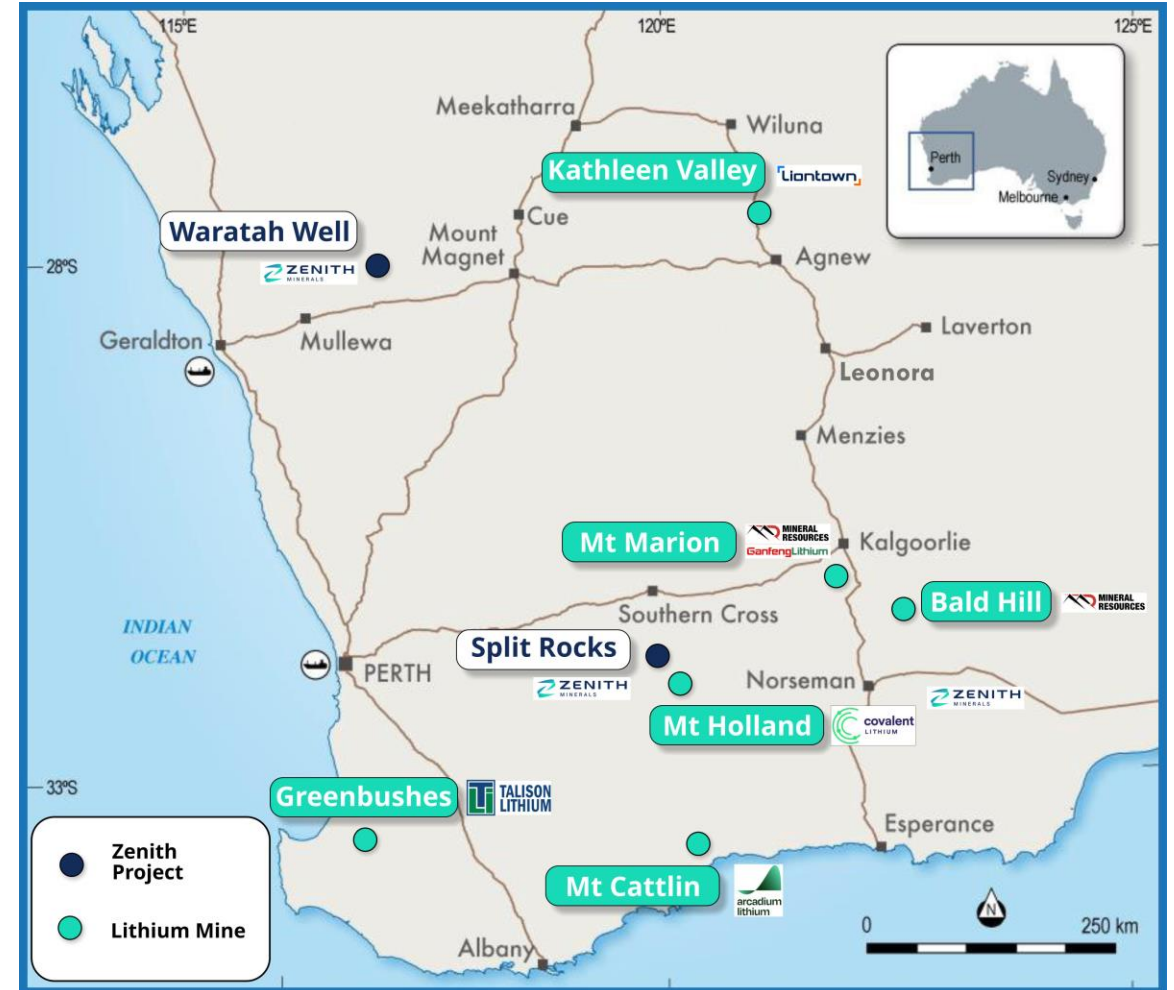 115ºE
120ºE
125ºE
Meekatharra
Wiluna
Kathleen Valley
Liontown
Perth
Sydney
Melbourne
Waratah Well
Cue
Mount
Magnet
Agnew
28ºS
ZENITH
MINERALS
Geraldton
Mullewa
Laverton
Leonora
Menzies
Mt Marion
MINERAL
RESOURCES
GanfengLithium
Kalgoorlie
Bald Hill
MINERAL
RESOURCES
Southern Cross
INDIAN
OCEAN
Split Rocks
PERTH
ZENITH
MINERALS
Norseman
ZENITH
MINERALS
Mt Holland
covalent
LITHIUM
33ºS
Greenbushes
TALISON
LITHIUM
Esperance
Zenith
Project
Lithium Mine
Mt Cattlin
arcadium
lithium
Albany
N
0
250 km